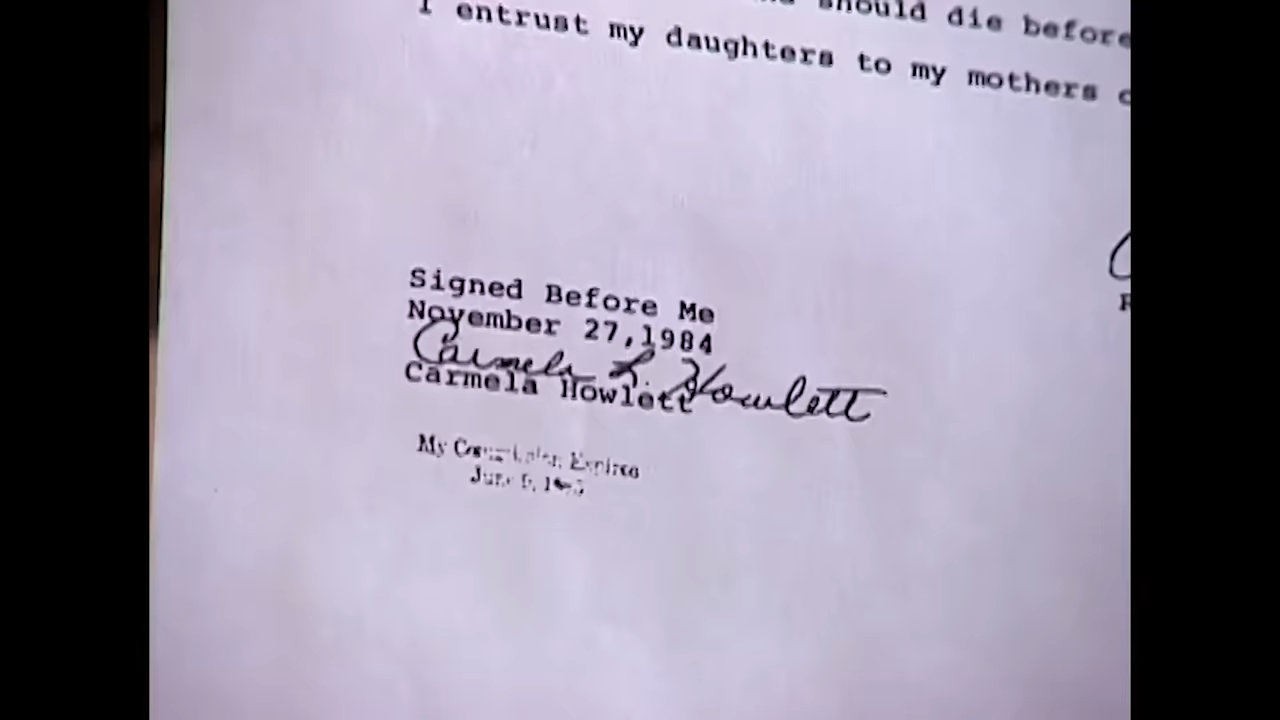 should die before
I entrust my daughters to my mothers
Signed Before Me
November 27,1984
Carmela L. Howlett
Carmela Howlett
My Expires